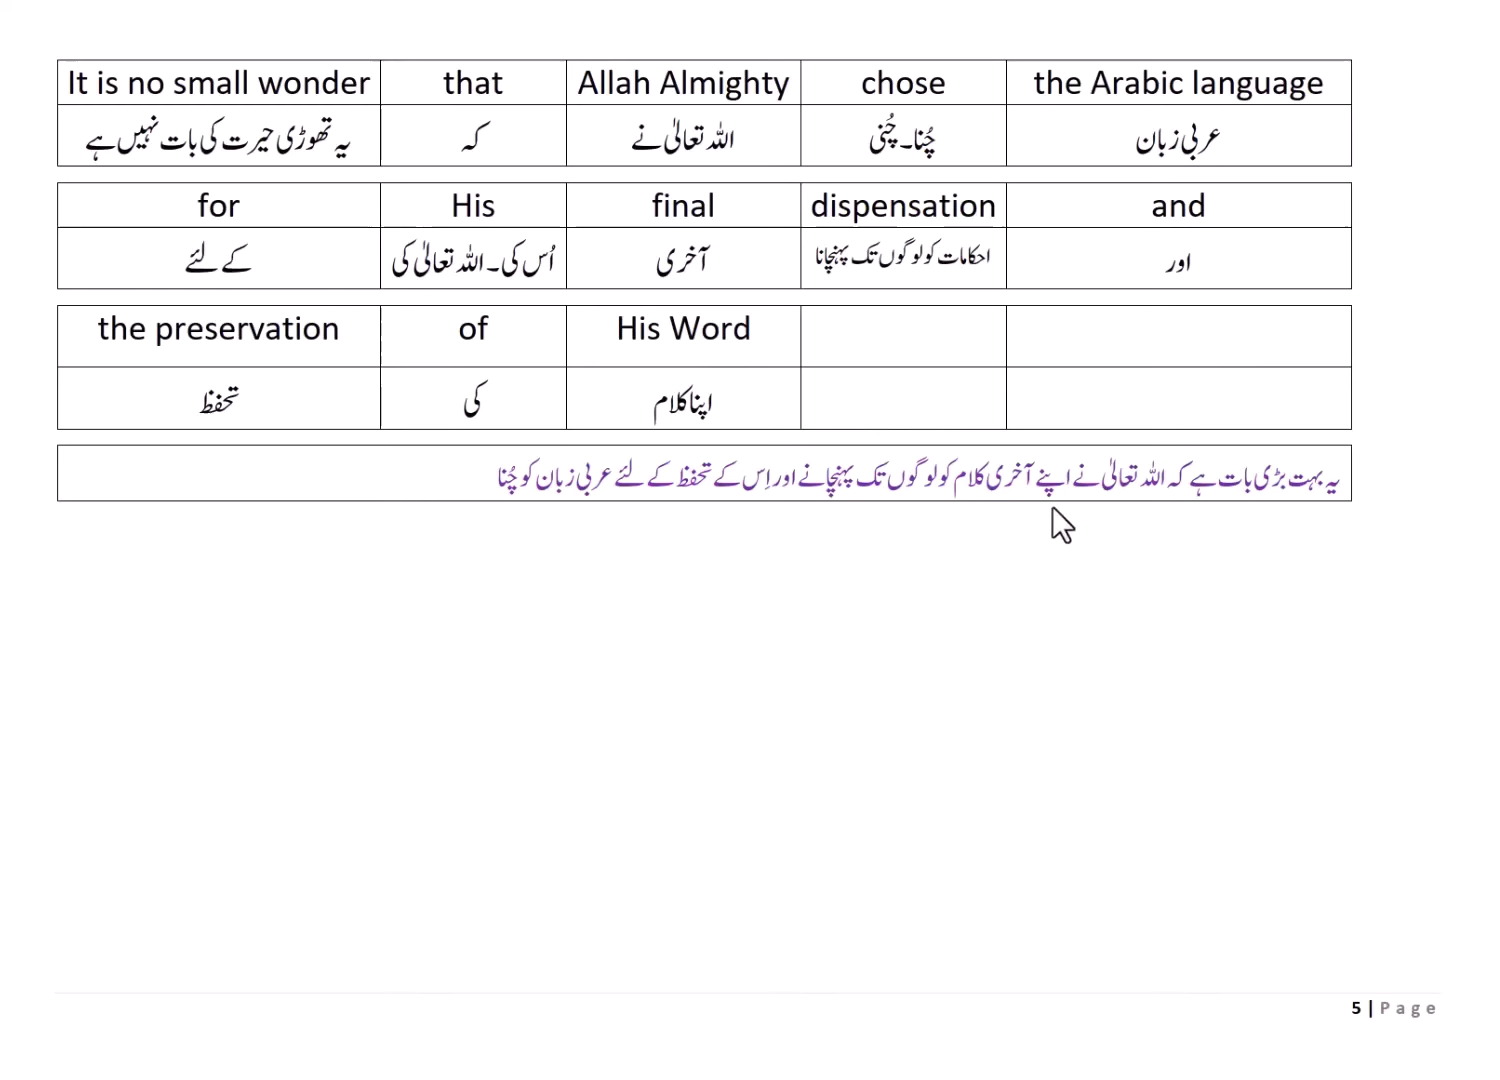 It is no small wonder that Allah Almighty chose the Arabic language
یہ تھوڑی حیرت کی بات نہیں ہے کہ اللہ تعالیٰ نے چُنا۔چُنی عربی زبان
for His final dispensation and
کے لئے اُس کی۔اللہ تعالیٰ کی آخری احکامات کو لوگوں تک پہنچانا اور
the preservation of His Word
تحفظ کی اپنا کلام
یہ بہت بڑی بات ہے کہ اللہ تعالیٰ نے اپنے آخری کلام کو لوگوں تک پہنچانے اور اِس کے تحفظ کے لئے عربی زبان کو چُنا
5 | Page